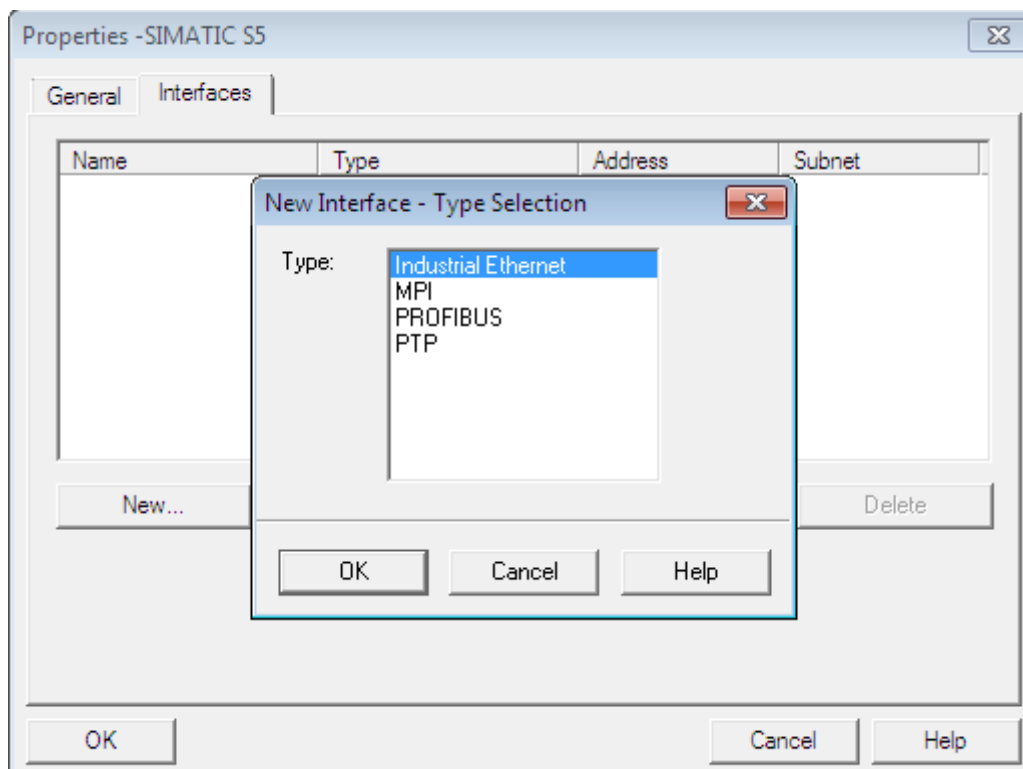 Properties -SIMATIC S5
General Interfaces
Name Type Address Subnet
New Interface - Type Selection
Type:
Industrial Ethernet
MPI
PROFIBUS
PTP
New... Delete
OK Cancel Help
OK Cancel Help